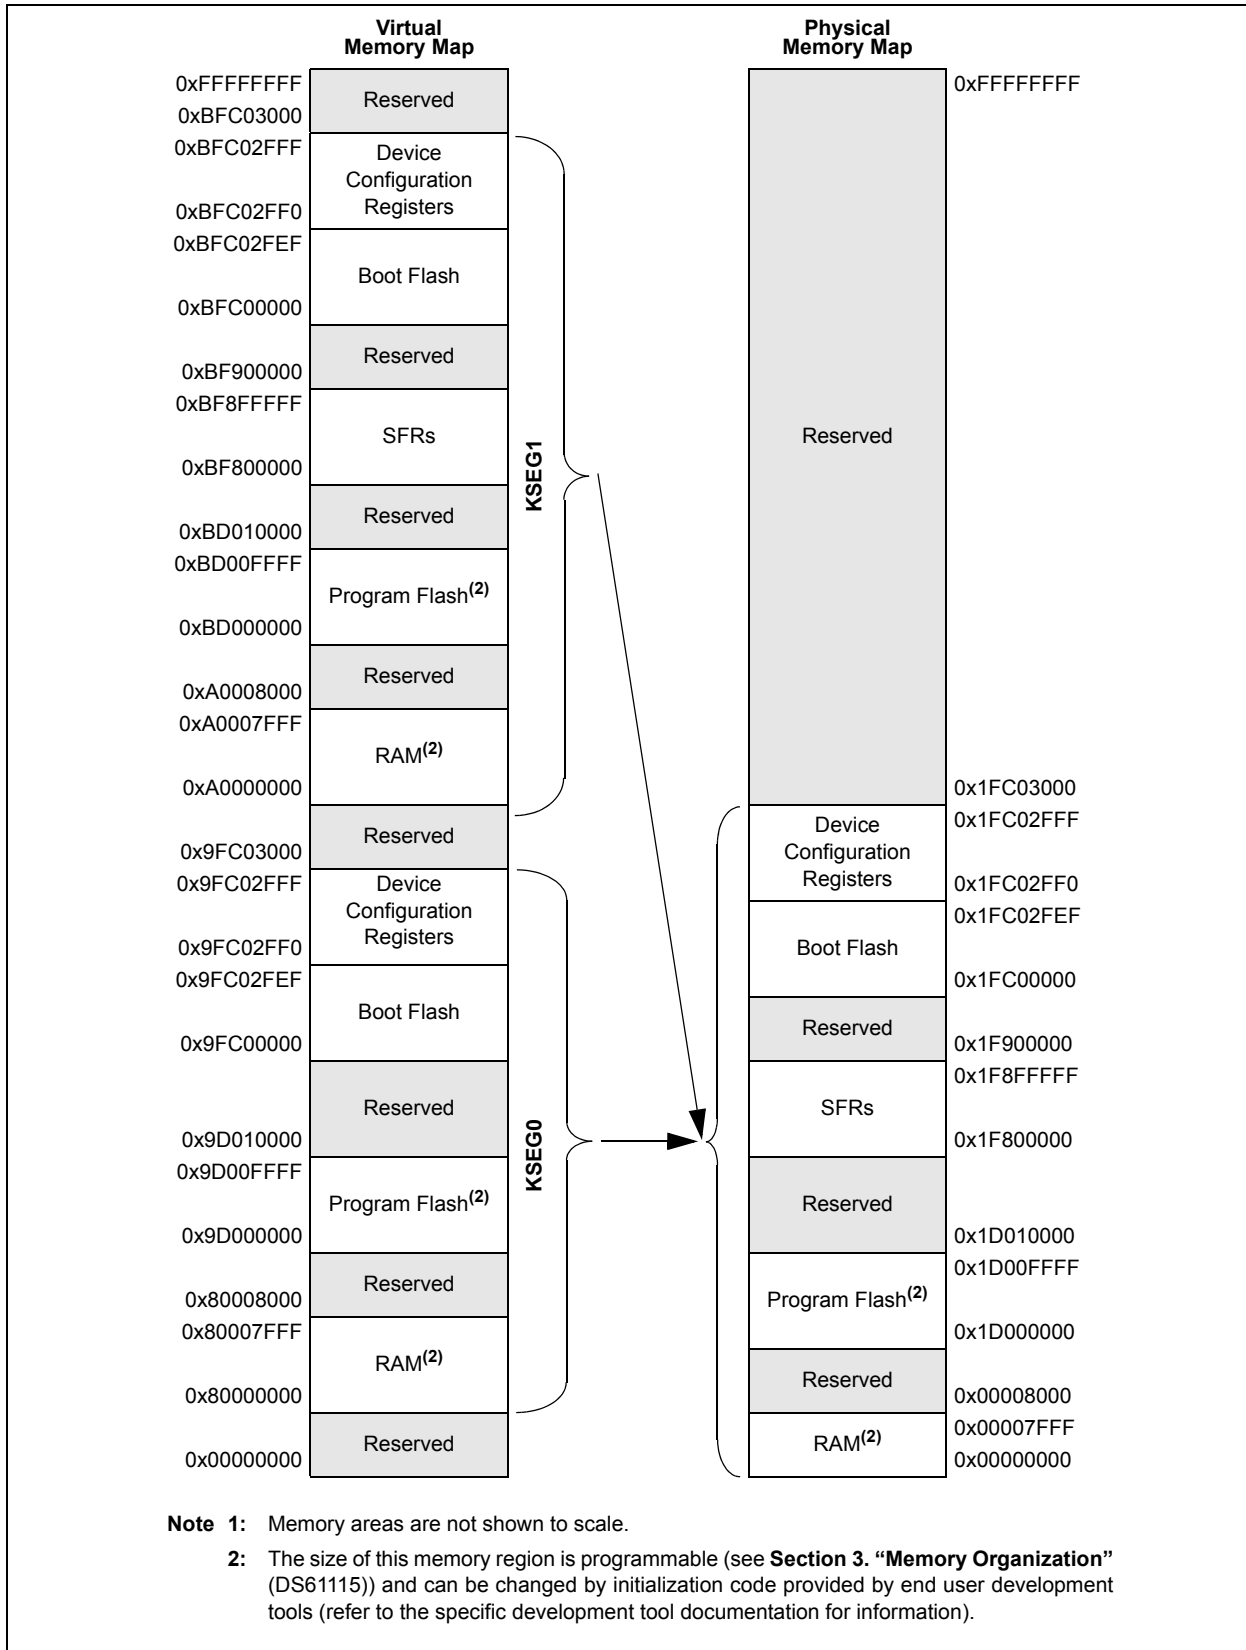 Virtual
Memory Map
0xFFFFFFFF
Reserved
0xBFC03000
0xBFC02FFF
Device
Configuration
Registers
0xBFC02FF0
0xBFC02FEF
Boot Flash
0xBFC00000
Reserved
0xBF900000
0xBF8FFFFF
SFRs
0xBF800000
Reserved
0xBD010000
0xBD00FFFF
Program Flash(2)
0xBD000000
Reserved
0xA0008000
0xA0007FFF
RAM(2)
0xA0000000
KSEG1
Reserved
0x9FC03000
0x9FC02FFF
Device
Configuration
Registers
0x9FC02FF0
0x9FC02FEF
Boot Flash
0x9FC00000
Reserved
0x9D010000
0x9D00FFFF
Program Flash(2)
0x9D000000
Reserved
0x80008000
0x80007FFF
RAM(2)
0x80000000
KSEG0
Reserved
0x00000000
Physical
Memory Map
0xFFFFFFFF
Reserved
0x1FC03000
0x1FC02FFF
Device
Configuration
Registers
0x1FC02FF0
0x1FC02FEF
Boot Flash
0x1FC00000
Reserved
0x1F900000
0x1F8FFFFF
SFRs
0x1F800000
Reserved
0x1D010000
0x1D00FFFF
Program Flash(2)
0x1D000000
Reserved
0x00008000
0x00007FFF
RAM(2)
0x00000000
Note 1: Memory areas are not shown to scale.
2: The size of this memory region is programmable (see Section 3. “Memory Organization”
(DS61115)) and can be changed by initialization code provided by end user development
tools (refer to the specific development tool documentation for information).